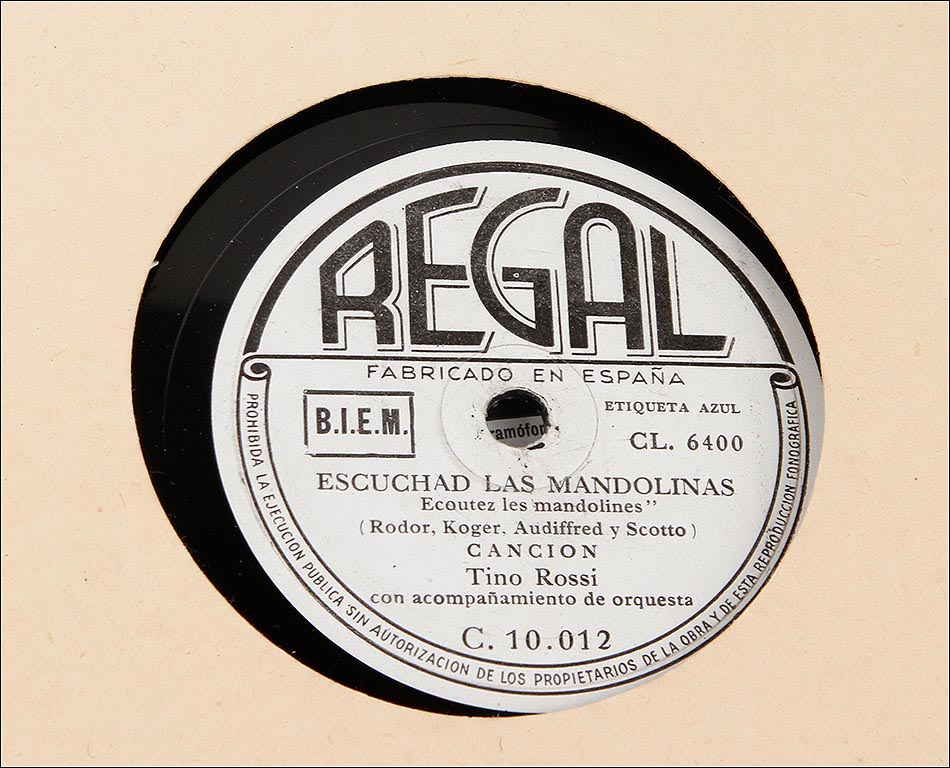 REGAL
FABRICADO EN ESPAÑA
B.I.E.M.
ETIQUETA AZUL
CL. 6400
ESCUCHAD LAS MANDOLINAS
Ecoutez les mandolines”
(Rodor, Koger. Audiffred y Scotto)
CANCION
Tino Rossi
con acompañamiento de orquesta
C. 10.012
PROHIBIDA LA EJECUCION PUBLICA SIN AUTORIZACION DE LOS PROPIETARIOS DE LA OBRA Y DE ESTA REPRODUCCION FONOGRAFICA